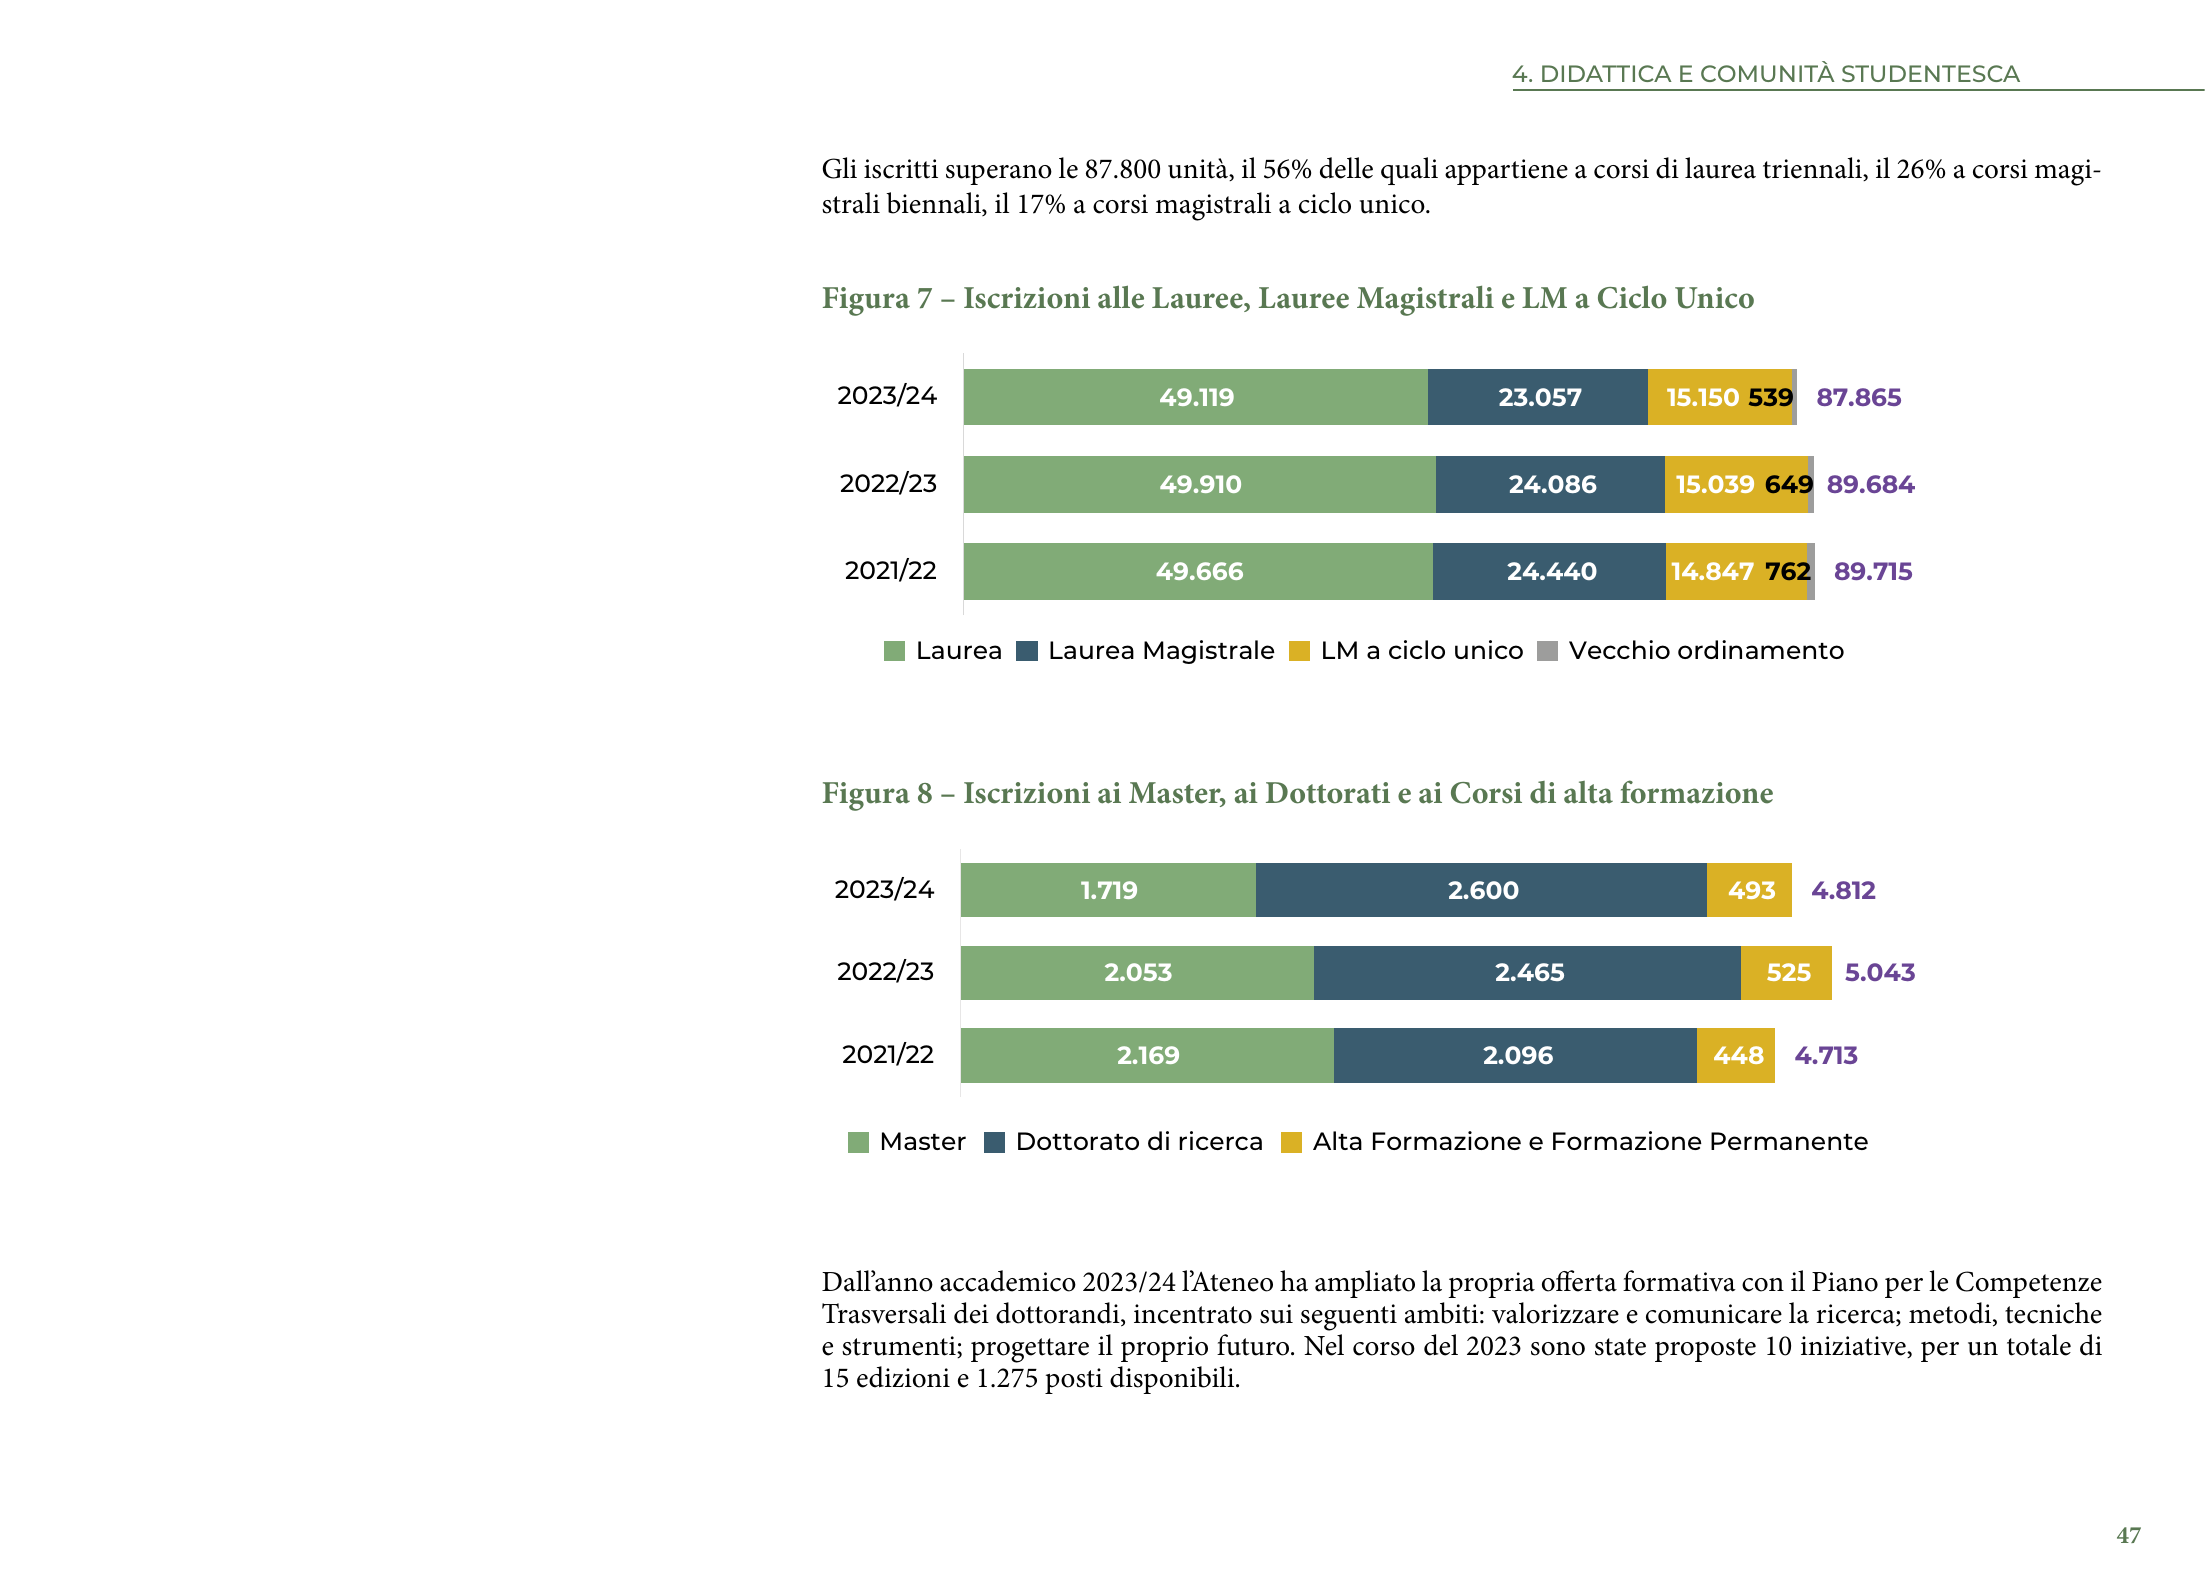 4. DIDATTICA E COMUNITÀ STUDENTESCA
Gli iscritti superano le 87.800 unità, il 56% delle quali appartiene a corsi di laurea triennali, il 26% a corsi magi-
strali biennali, il 17% a corsi magistrali a ciclo unico.
Figura 7 – Iscrizioni alle Lauree, Lauree Magistrali e LM a Ciclo Unico
2023/24 49.119 23.057 15.150 539 87.865
2022/23 49.910 24.086 15.039 649 89.684
2021/22 49.666 24.440 14.847 762 89.715
Laurea Laurea Magistrale LM a ciclo unico Vecchio ordinamento
Figura 8 – Iscrizioni ai Master, ai Dottorati e ai Corsi di alta formazione
2023/24 1.719 2.600 493 4.812
2022/23 2.053 2.465 525 5.043
2021/22 2.169 2.096 448 4.713
Master Dottorato di ricerca Alta Formazione e Formazione Permanente
Dall’anno accademico 2023/24 l’Ateneo ha ampliato la propria offerta formativa con il Piano per le Competenze
Trasversali dei dottorandi, incentrato sui seguenti ambiti: valorizzare e comunicare la ricerca; metodi, tecniche
e strumenti; progettare il proprio futuro. Nel corso del 2023 sono state proposte 10 iniziative, per un totale di
15 edizioni e 1.275 posti disponibili.
47